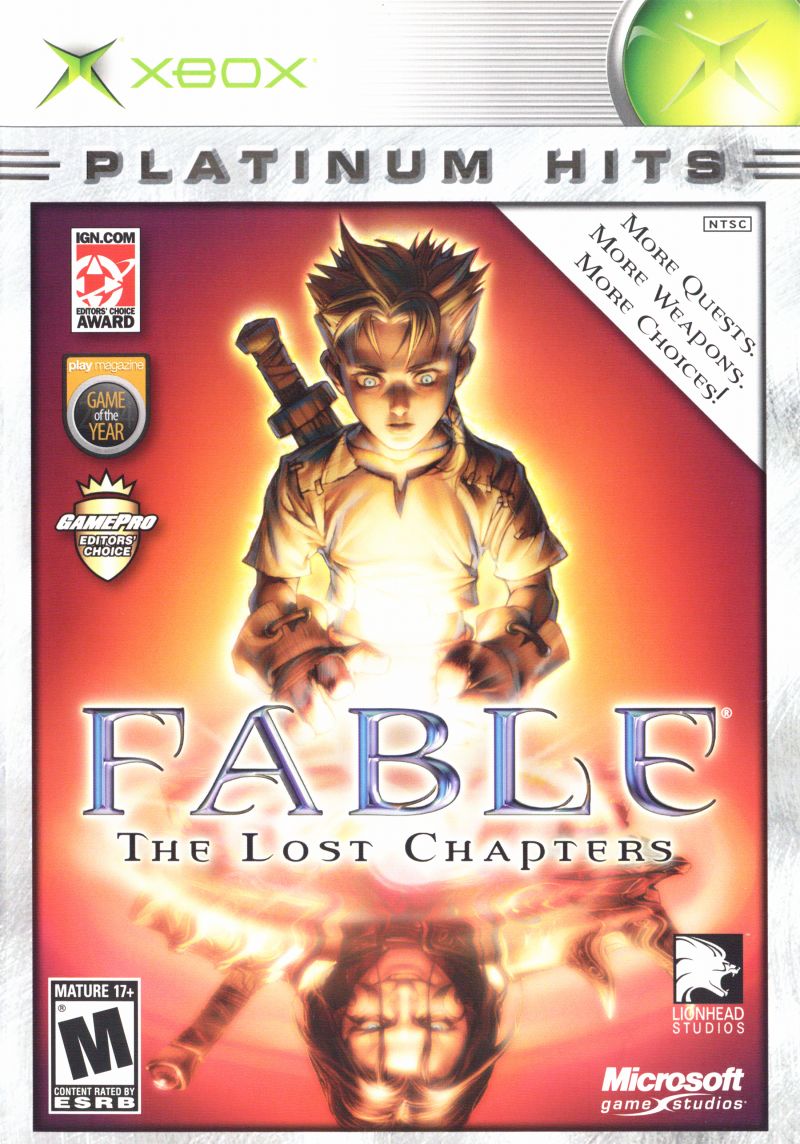 XBOX
PLATINUM HITS
NTSC
More Quests.
More Weapons.
More Choices!
IGN.COM
EDITORS' CHOICE
AWARD
play magazine
GAME
of the
YEAR
GAMEPRO
EDITORS'
CHOICE
FABLE®
The Lost Chapters
MATURE 17+
M
®
CONTENT RATED BY
ESRB
LIONHEAD
STUDIOS
Microsoft
game studios